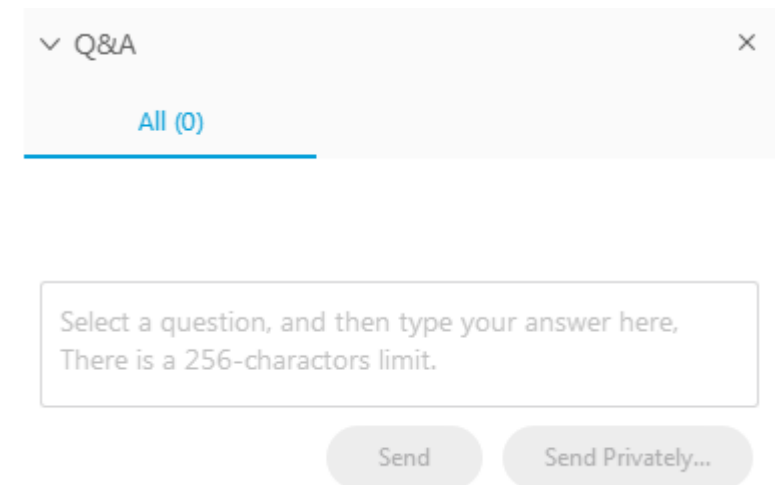 Q&A
All (0)
Select a question, and then type your answer here,
There is a 256-charactors limit.
Send
Send Privately...